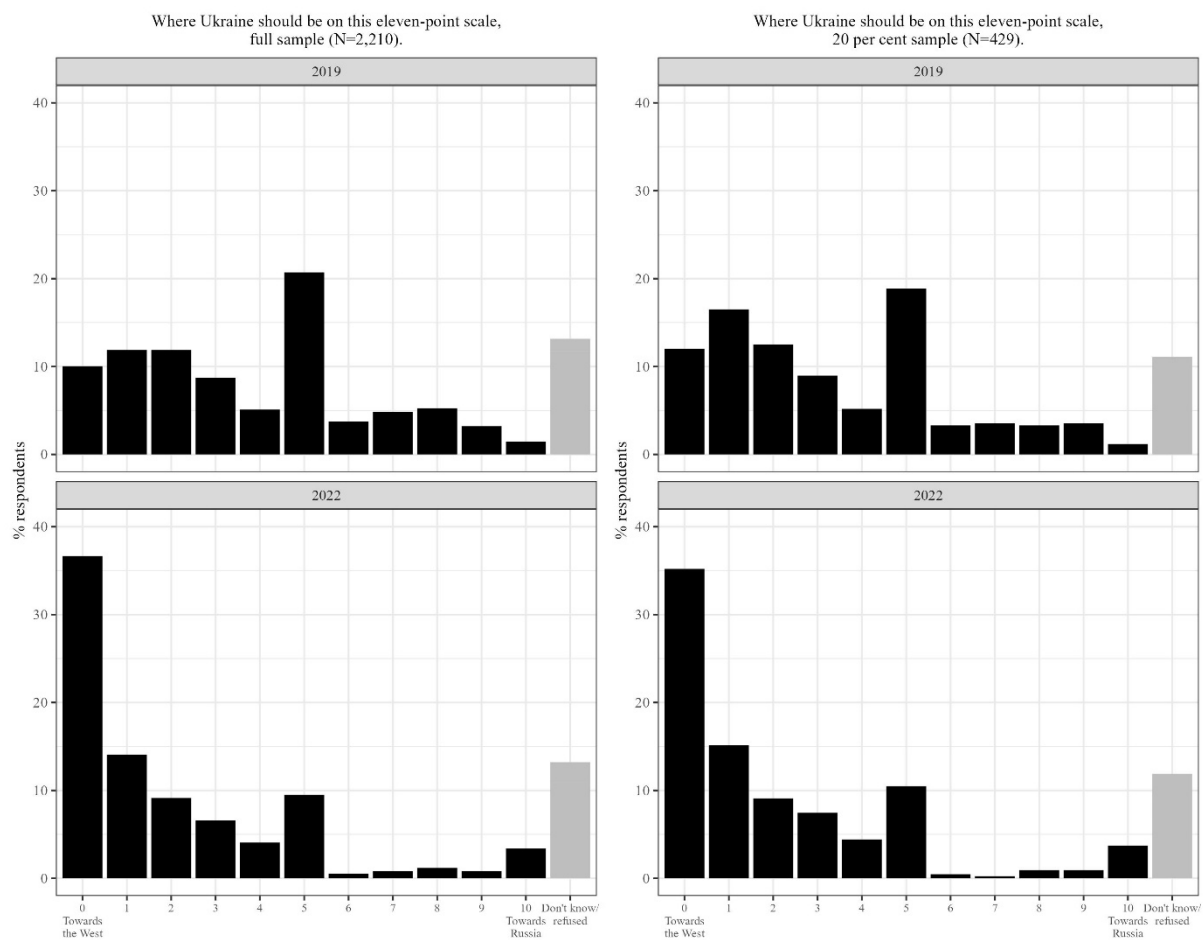 Where Ukraine should be on this eleven-point scale,
full sample (N=2,210).
2019
40
30
20
10
0
% respondents
2022
40
30
20
10
0
0
Towards
the West
1
2
3
4
5
6
7
8
9
10
Towards
Russia
Don't know/
refused
Where Ukraine should be on this eleven-point scale,
20 per cent sample (N=429).
2019
40
30
20
10
0
% respondents
2022
40
30
20
10
0
0
Towards
the West
1
2
3
4
5
6
7
8
9
10
Towards
Russia
Don't know/
refused